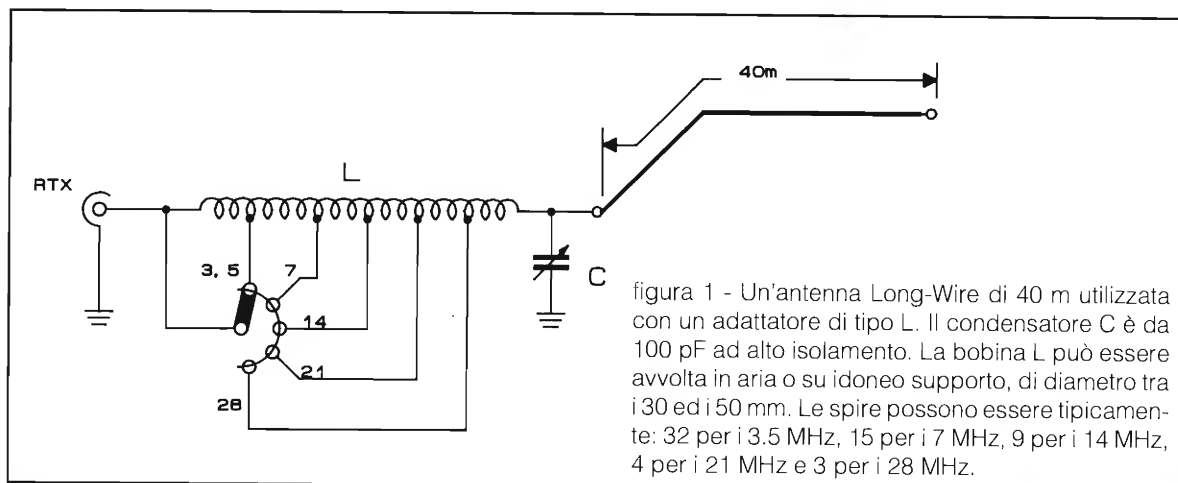 40m
L
RTX
3, 5
7
14
21
28
C
figura 1 - Un'antenna Long-Wire di 40 m utilizzata
con un adattatore di tipo L. Il condensatore C è da
100 pF ad alto isolamento. La bobina L può essere
avvolta in aria o su idoneo supporto, di diametro tra
i 30 ed i 50 mm. Le spire possono essere tipicamen-
te: 32 per i 3.5 MHz, 15 per i 7 MHz, 9 per i 14 MHz,
4 per i 21 MHz e 3 per i 28 MHz.